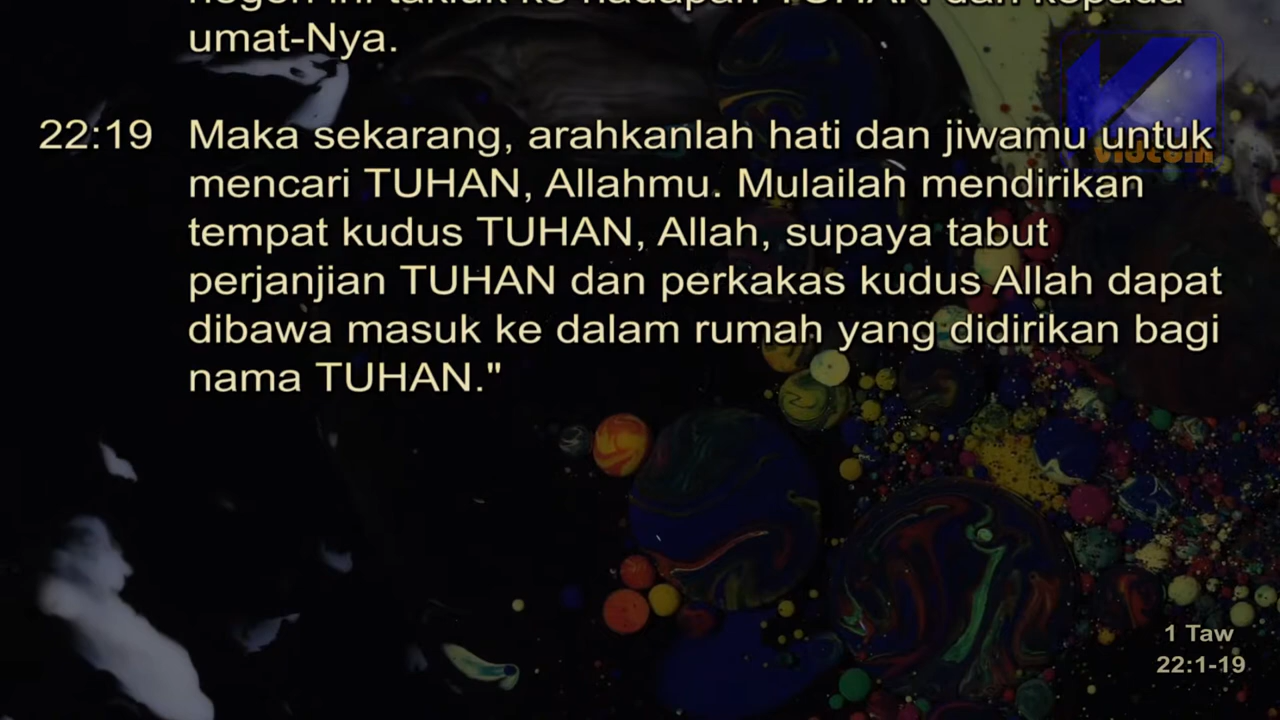 umat-Nya.
22:19 Maka sekarang, arahkanlah hati dan jiwamu untuk
mencari TUHAN, Allahmu. Mulailah mendirikan
tempat kudus TUHAN, Allah, supaya tabut
perjanjian TUHAN dan perkakas kudus Allah dapat
dibawa masuk ke dalam rumah yang didirikan bagi
nama TUHAN."
1 Taw
22:1-19